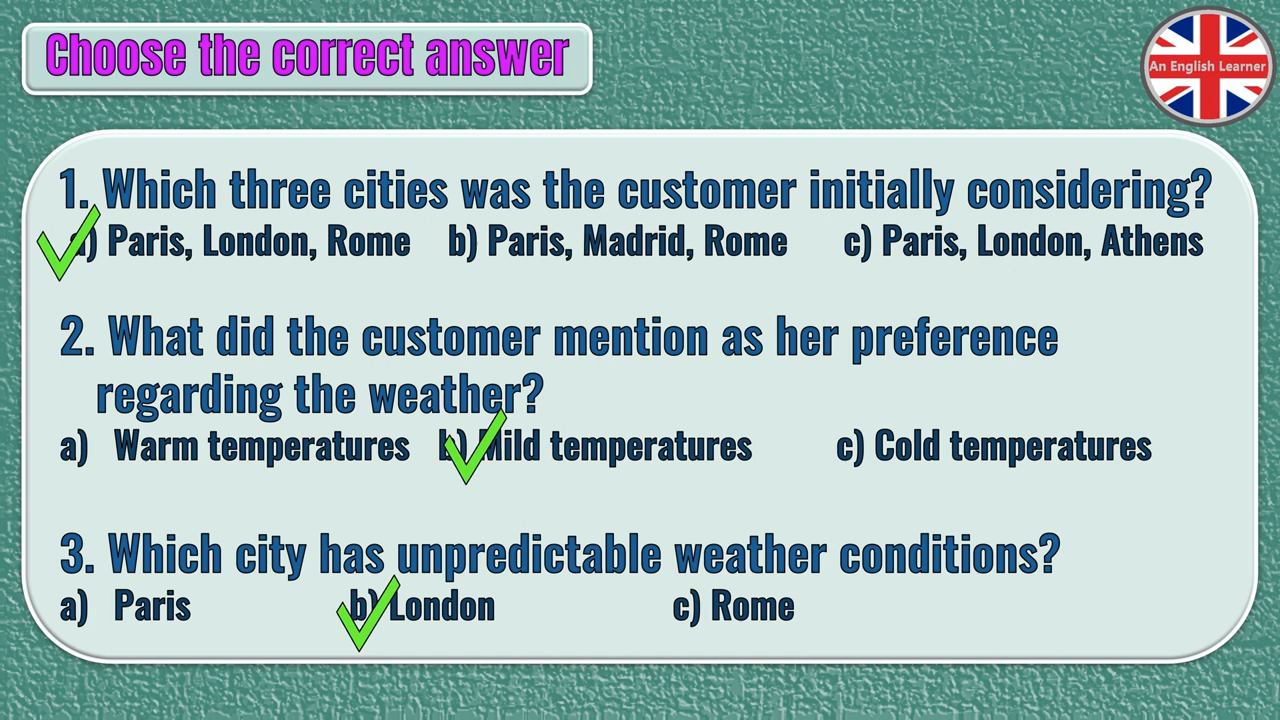 Choose the correct answer
An English Learner
1. Which three cities was the customer initially considering?
a) Paris, London, Rome b) Paris, Madrid, Rome c) Paris, London, Athens
2. What did the customer mention as her preference
regarding the weather?
a) Warm temperatures b) Mild temperatures c) Cold temperatures
3. Which city has unpredictable weather conditions?
a) Paris b) London c) Rome